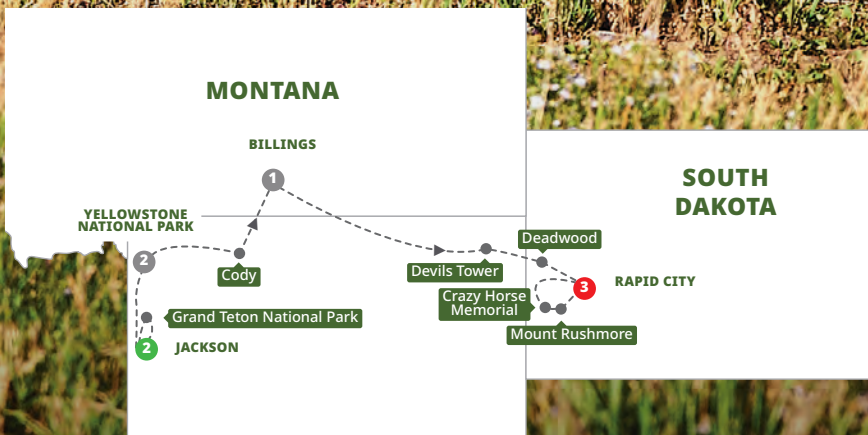 MONTANA
BILLINGS
1
SOUTH
DAKOTA
YELLOWSTONE
NATIONAL PARK
2
Cody
Devils Tower
Deadwood
3
RAPID CITY
Crazy Horse
Memorial
Mount Rushmore
Grand Teton National Park
2
JACKSON